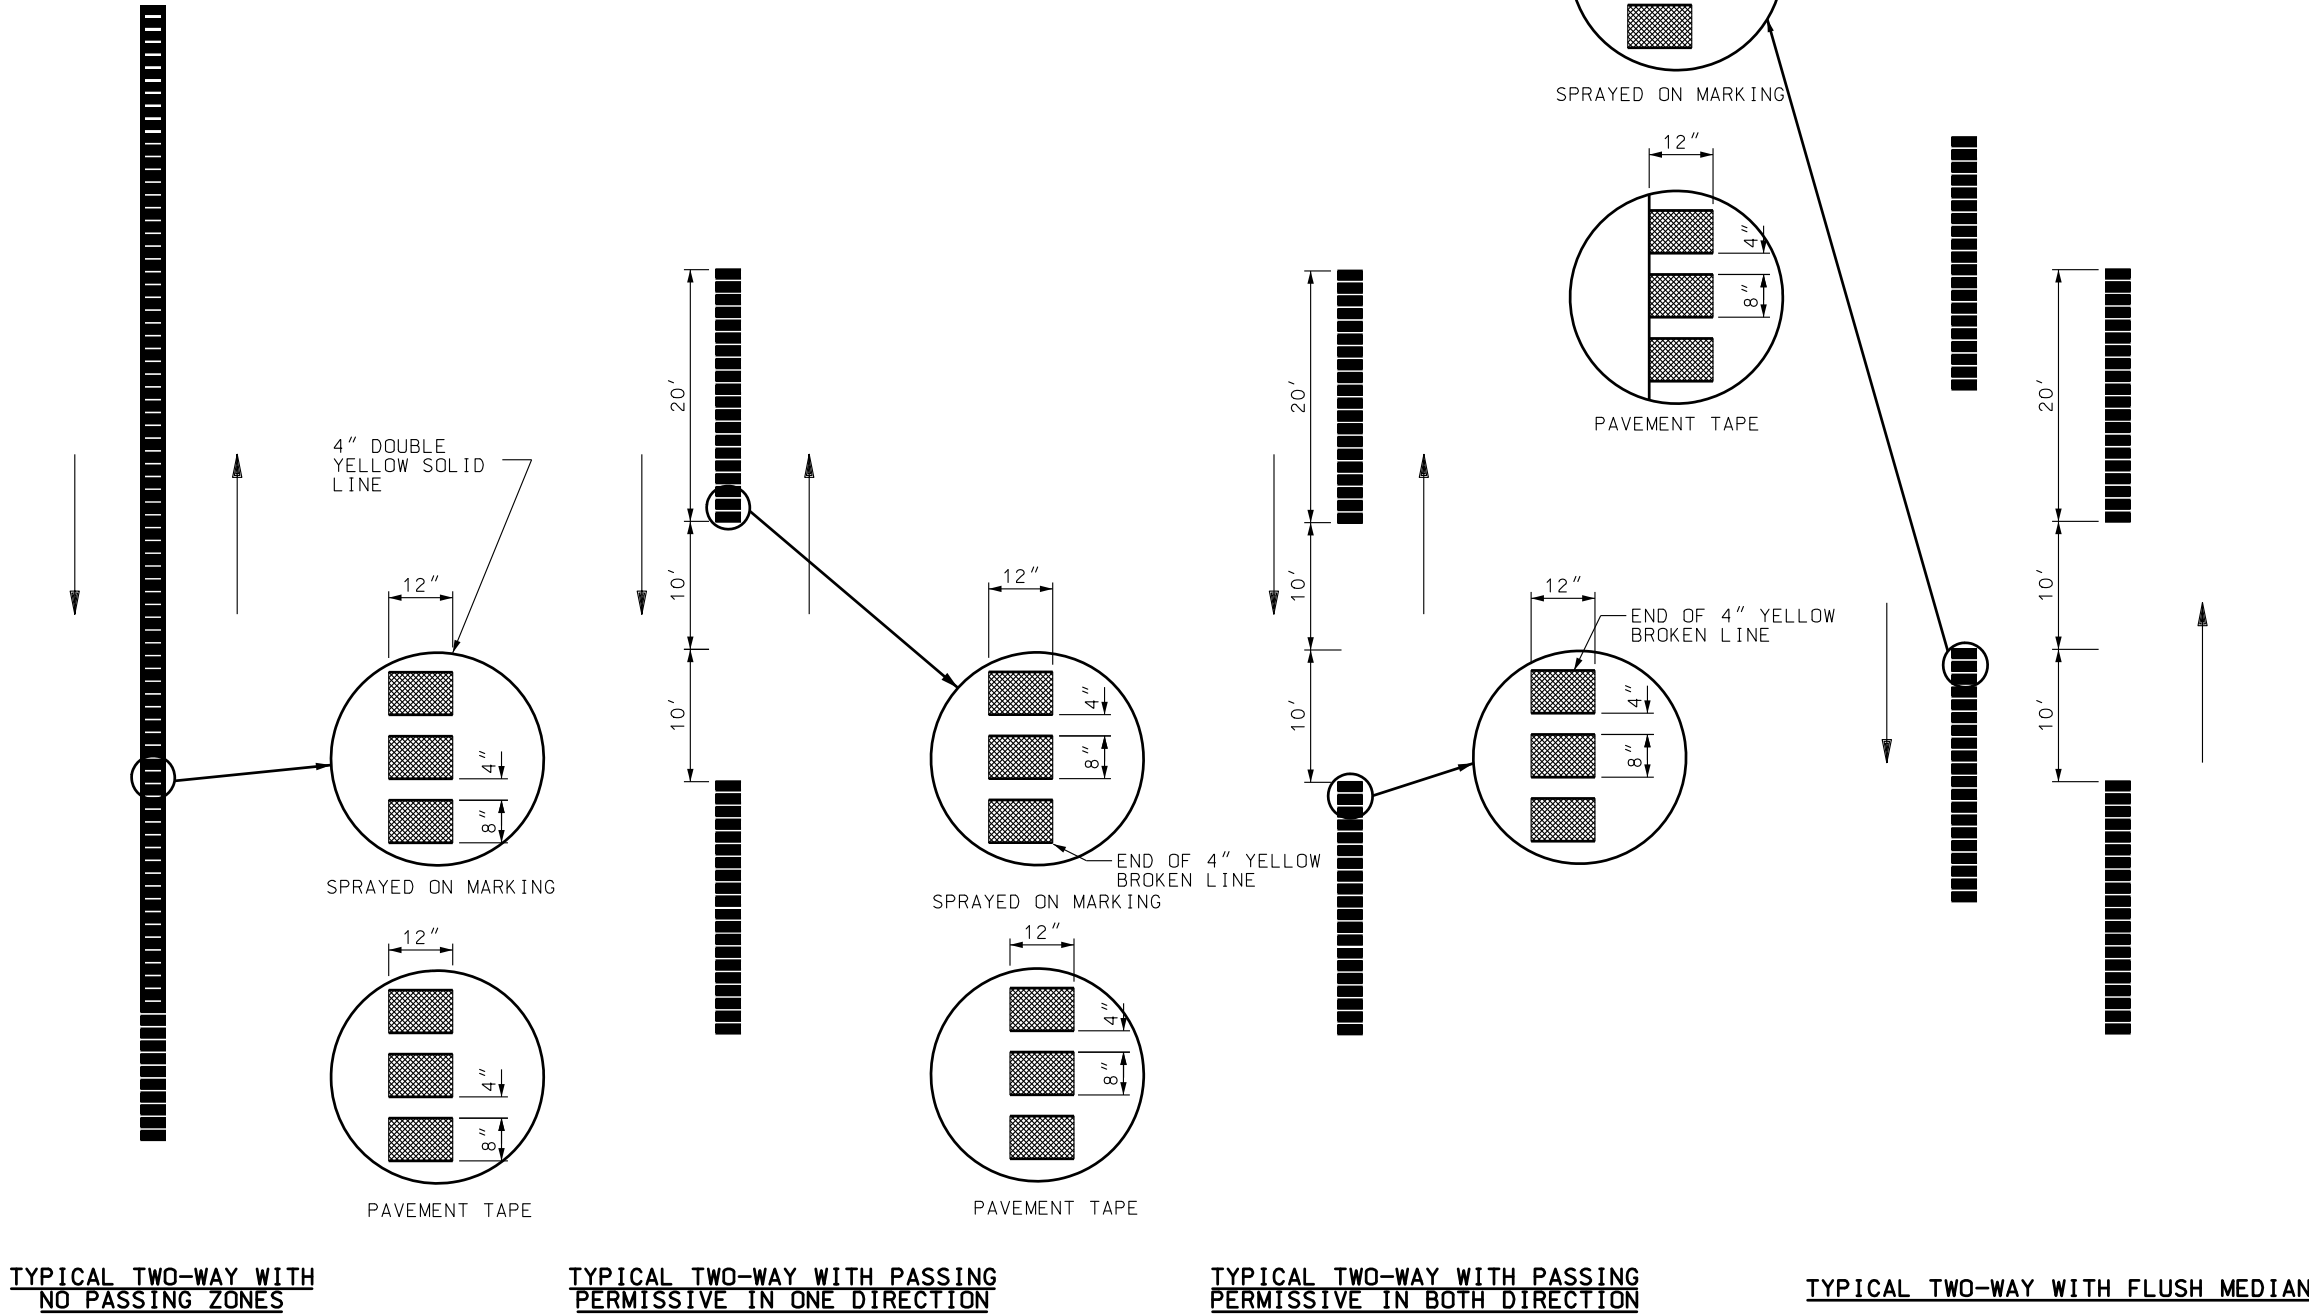 4" DOUBLE
YELLOW SOLID
LINE
12"
4"
8"
SPRAYED ON MARKING
12"
4"
8"
PAVEMENT TAPE
TYPICAL TWO-WAY WITH
NO PASSING ZONES
20'
10'
10'
12"
4"
8"
END OF 4" YELLOW
BROKEN LINE
SPRAYED ON MARKING
12"
4"
8"
PAVEMENT TAPE
TYPICAL TWO-WAY WITH PASSING
PERMISSIVE IN ONE DIRECTION
20'
10'
10'
12"
END OF 4" YELLOW
BROKEN LINE
4"
8"
TYPICAL TWO-WAY WITH PASSING
PERMISSIVE IN BOTH DIRECTION
SPRAYED ON MARKING
12"
4"
8"
PAVEMENT TAPE
20'
10'
10'
TYPICAL TWO-WAY WITH FLUSH MEDIAN